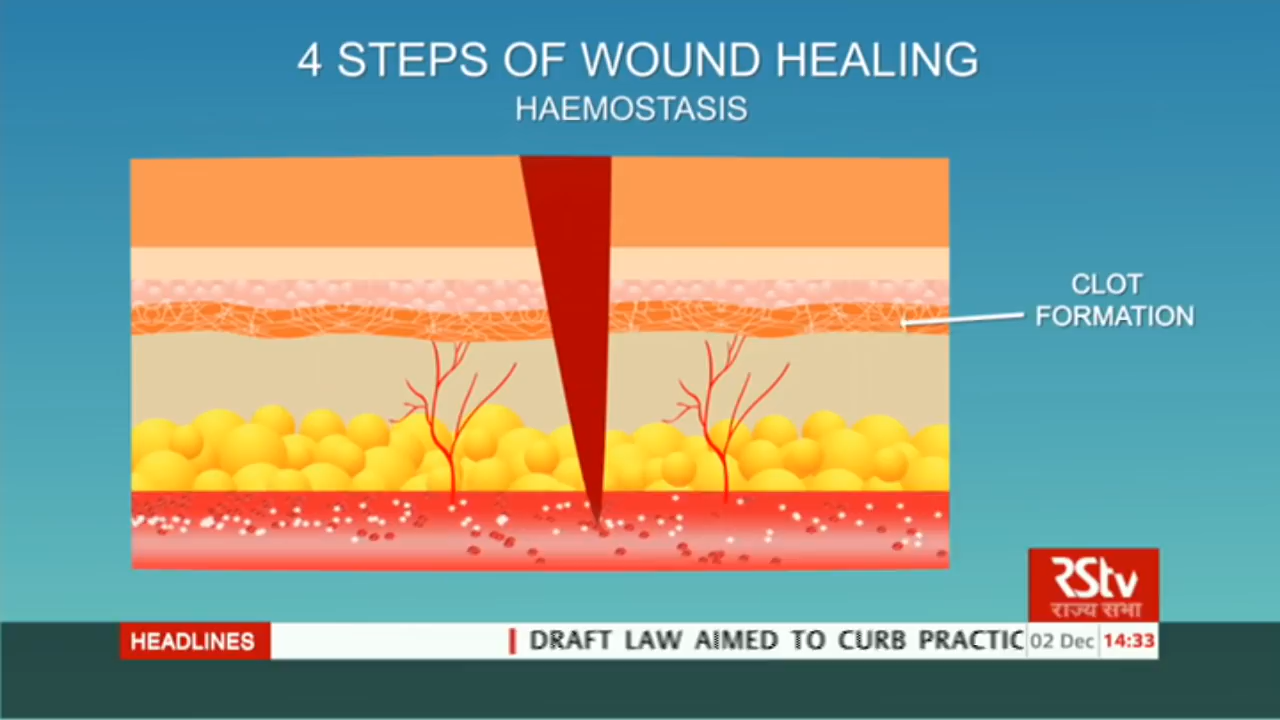 4 STEPS OF WOUND HEALING
HAEMOSTASIS
CLOT
FORMATION
RStv
राज्य सभा
HEADLINES
DRAFT LAW AIMED TO CURB PRACTIC
02 Dec
14:33